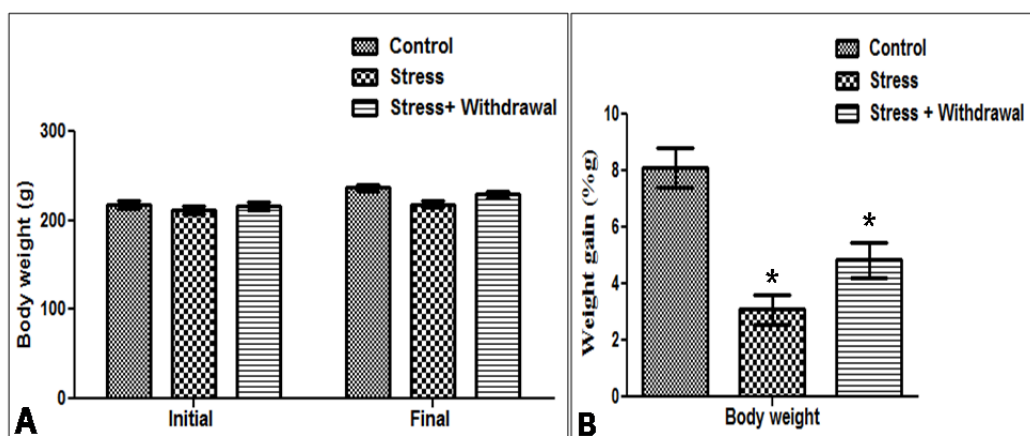 Control
Stress
Stress+ Withdrawal
300
200
100
0
Body weight (g)
Initial
Final
A
Control
Stress
Stress + Withdrawal
10
8
6
4
2
0
Weight gain (%g)
*
*
Body weight
B